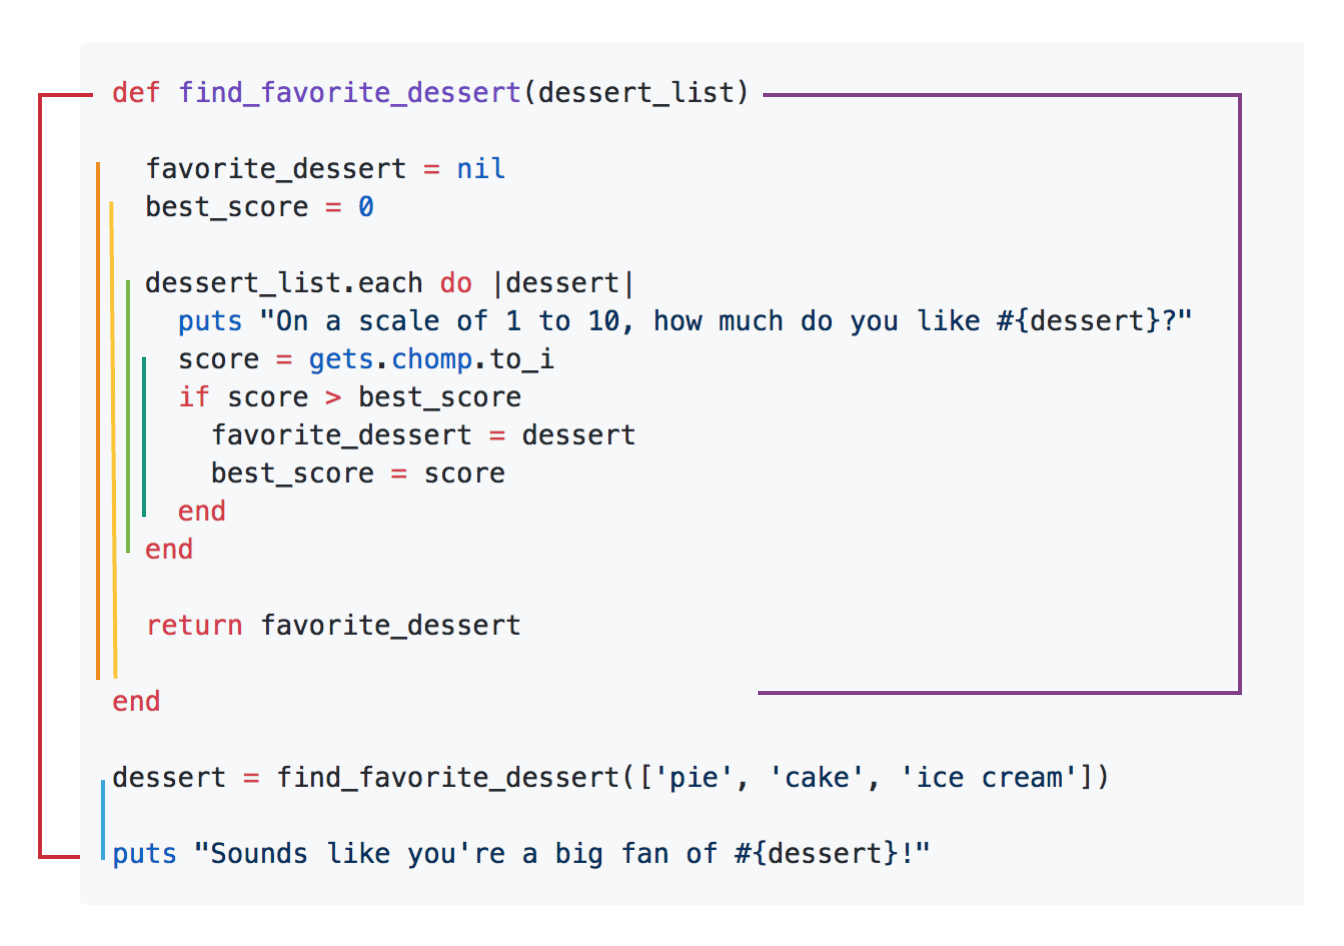 def find_favorite_dessert(dessert_list)
favorite_dessert = nil
best_score = 0
dessert_list.each do |dessert|
puts "On a scale of 1 to 10, how much do you like #{dessert}?"
score = gets.chomp.to_i
if score > best_score
favorite_dessert = dessert
best_score = score
end
end
return favorite_dessert
end
dessert = find_favorite_dessert(['pie', 'cake', 'ice cream'])
puts "Sounds like you're a big fan of #{dessert}!"